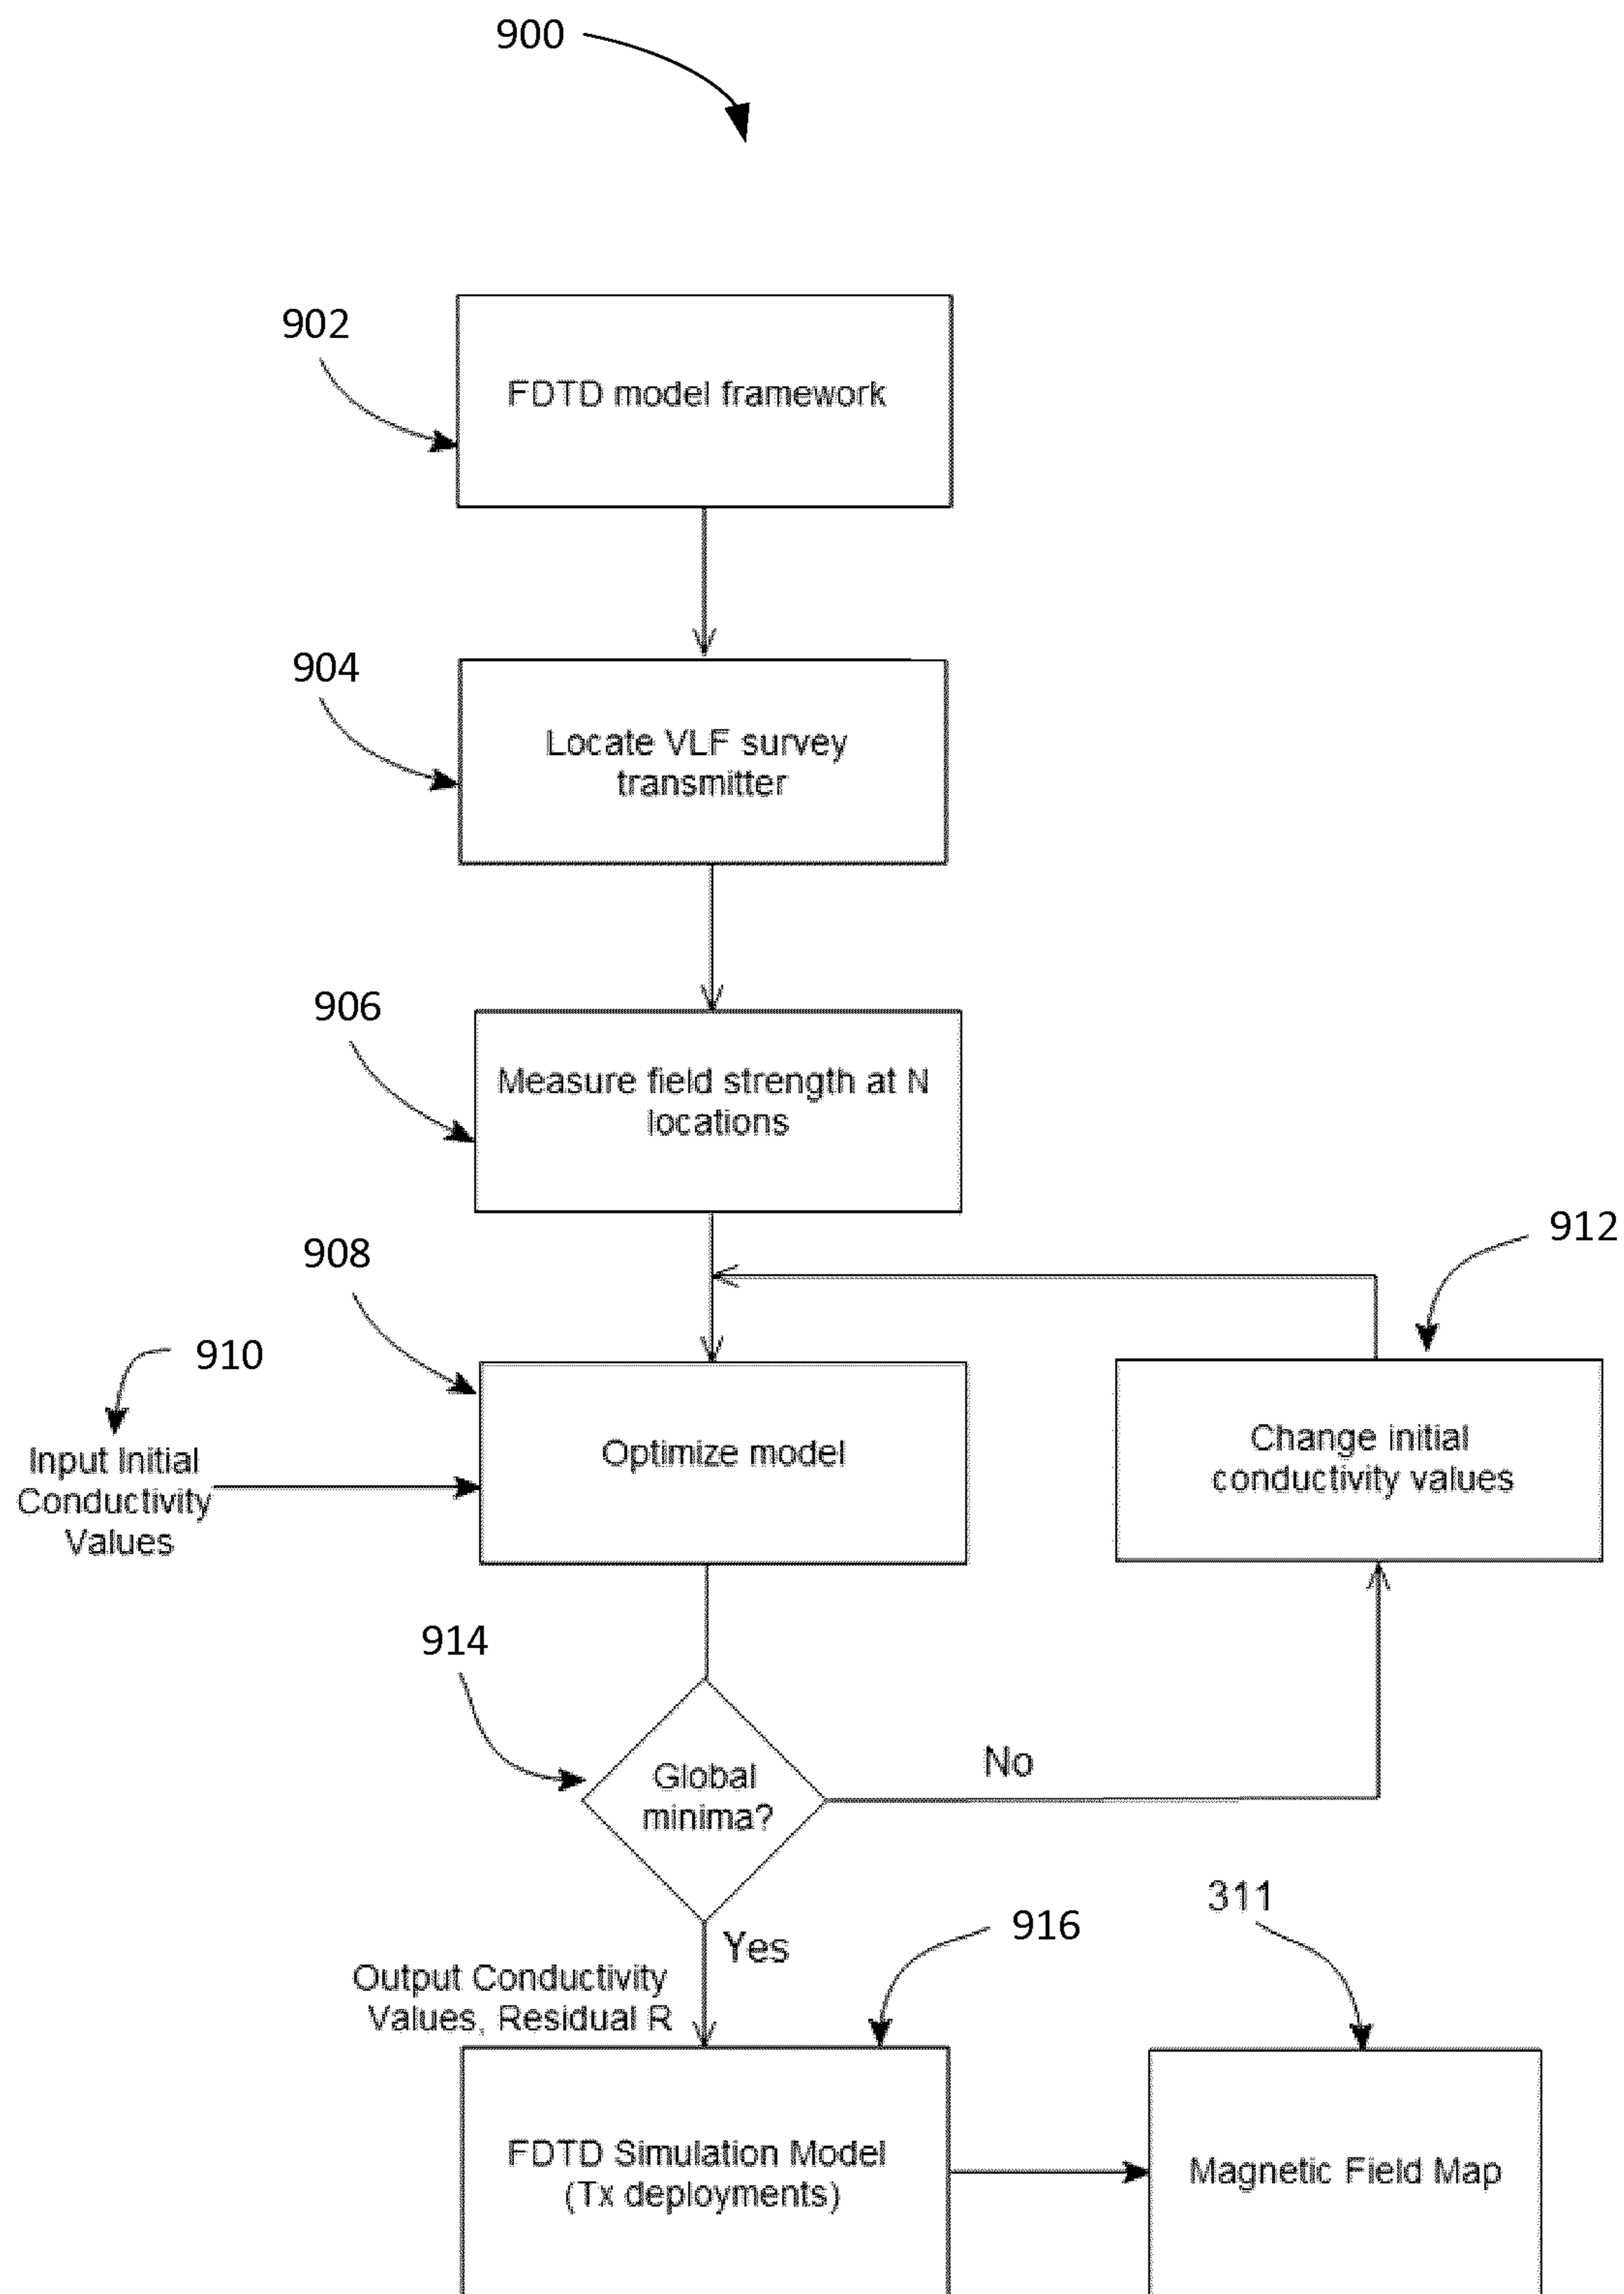 900
902
FDTD model framework
904
Locate VLF survey
transmitter
906
Measure field strength at N
locations
912
908
910
Input Initial
Conductivity
Values
Optimize model
Change initial
conductivity values
914
Global
minima?
No
311
916
Yes
Output Conductivity
Values, Residual R
FDTD Simulation Model
(Tx deployments)
Magnetic Field Map